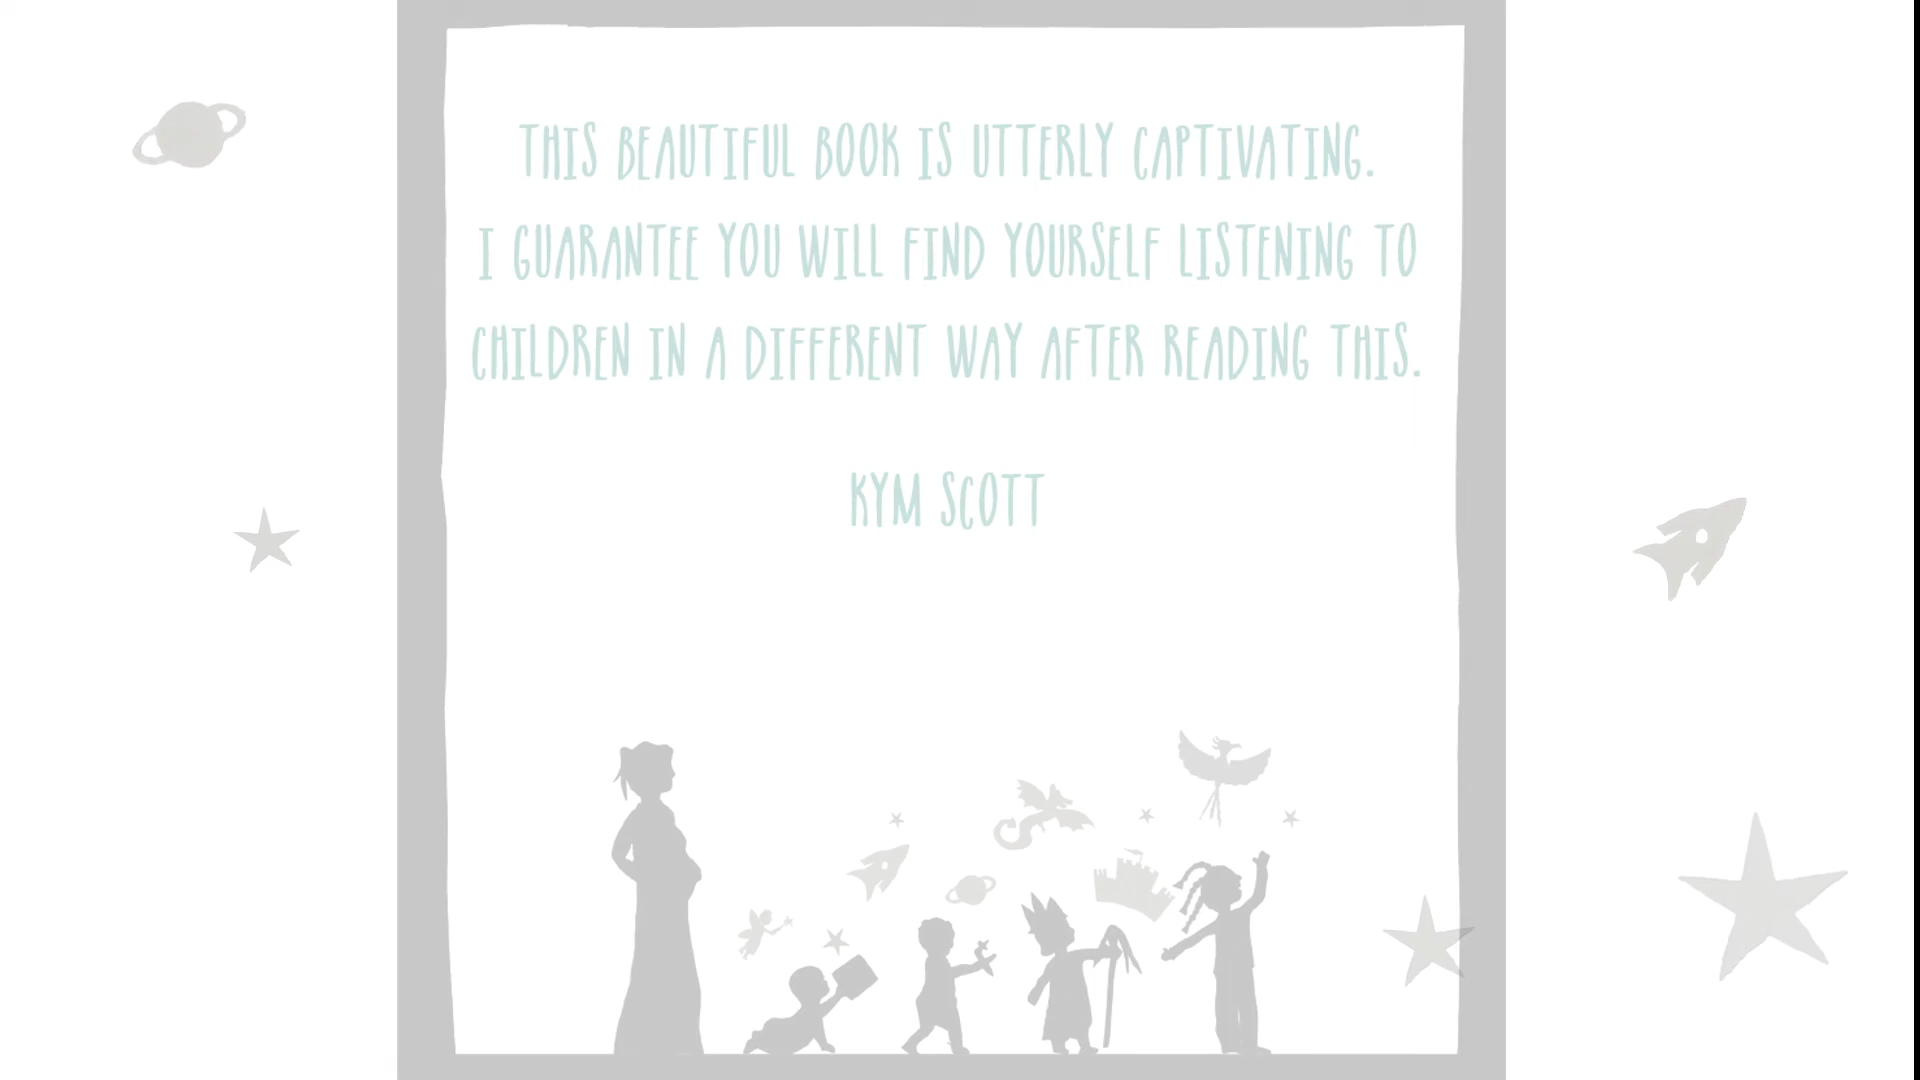 THIS BEAUTIFUL BOOK IS UTTERLY CAPTIVATING.
I GUARANTEE YOU WILL FIND YOURSELF LISTENING TO
CHILDREN IN A DIFFERENT WAY AFTER READING THIS.
KYM SCOTT